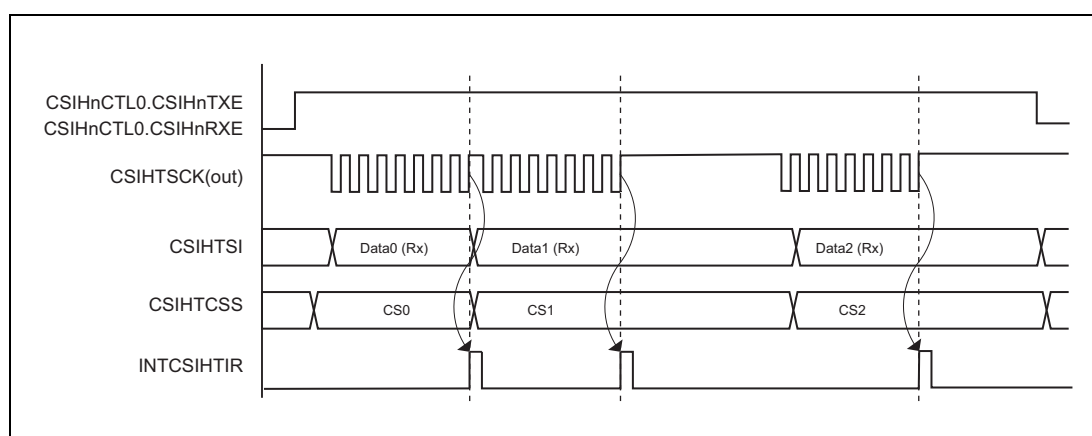 CSIHnCTL0.CSIHnTXE
CSIHnCTL0.CSIHnRXE
CSIHTSCK(out)
CSIHTSI
Data0 (Rx)
Data1 (Rx)
Data2 (Rx)
CSIHTCSS
CS0
CS1
CS2
INTCSIHTIR